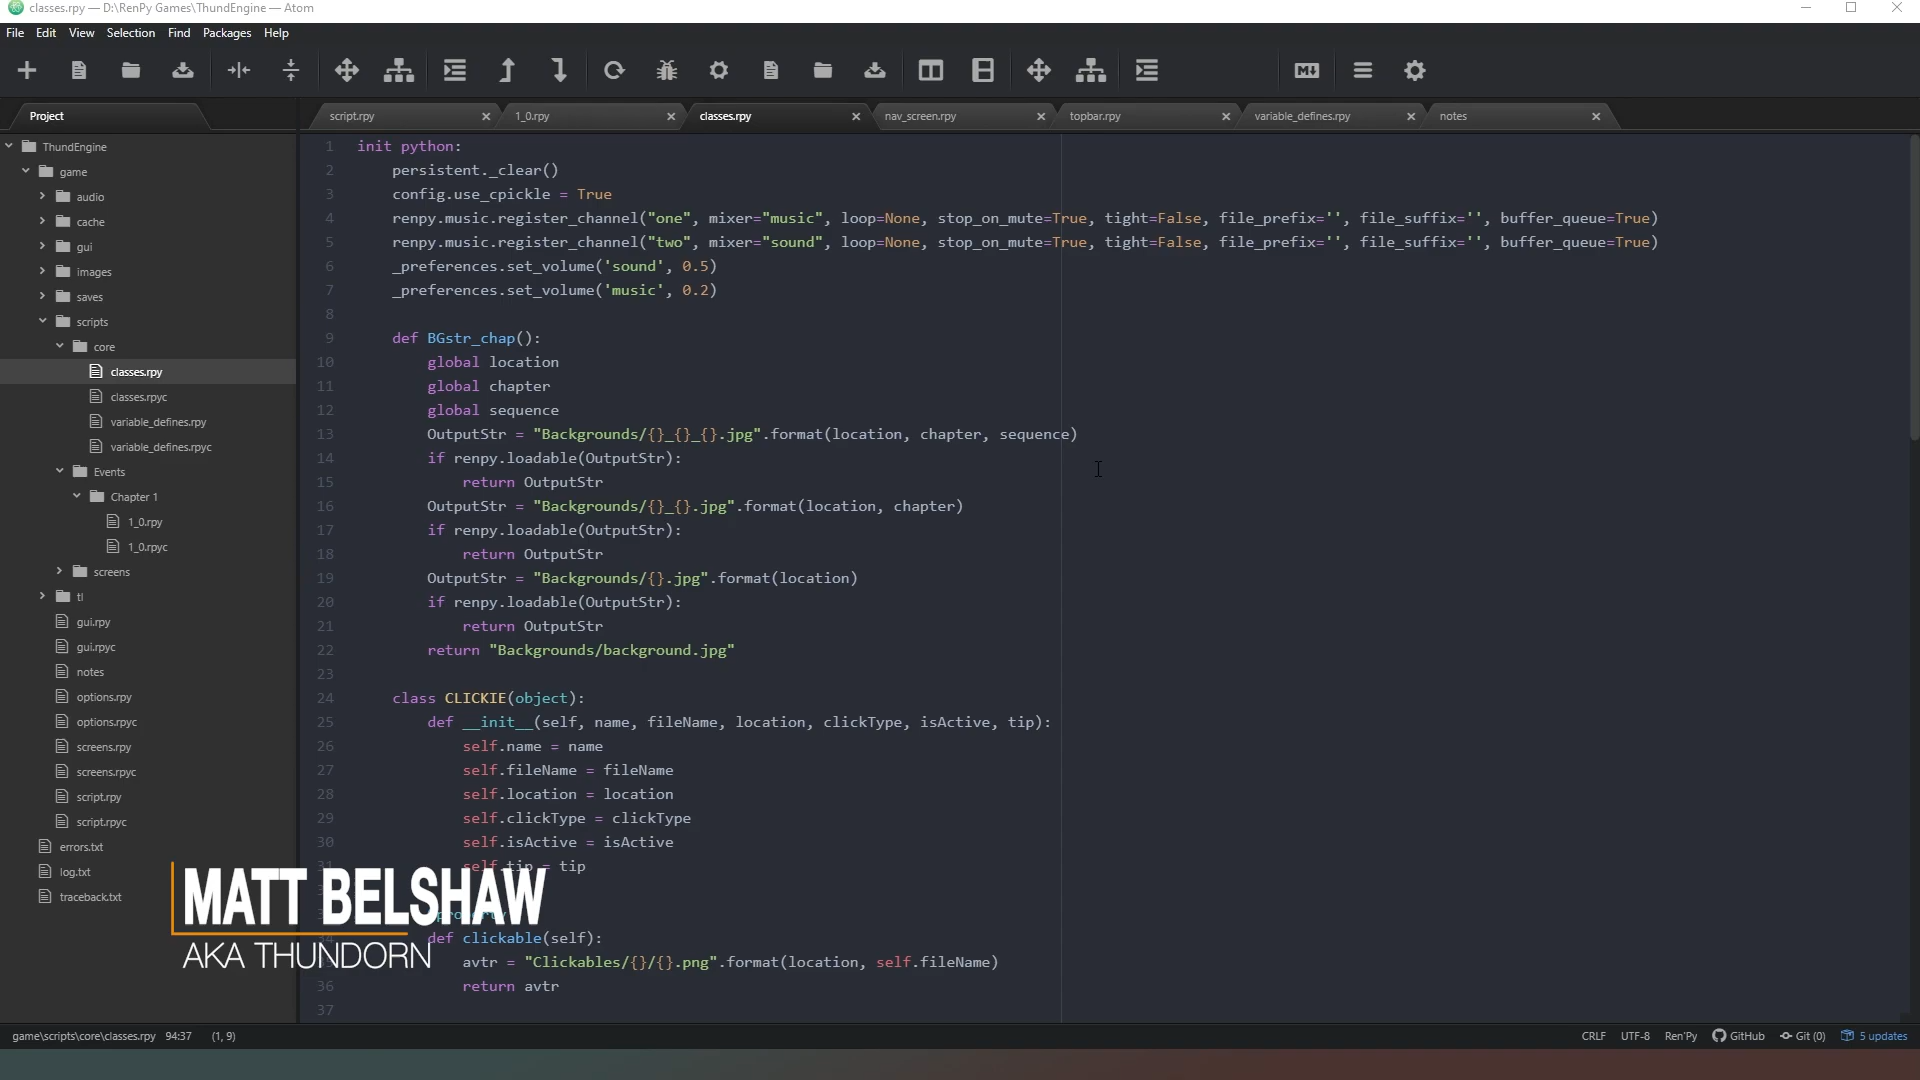 classes.rpy — D:\RenPy Games\ThundEngine — Atom
File Edit View Selection Find Packages Help
Project
script.rpy
1_0.rpy
classes.rpy
nav_screen.rpy
topbar.rpy
variable_defines.rpy
notes
ThundEngine
game
audio
cache
gui
images
saves
scripts
core
classes.rpy
classes.rpyc
variable_defines.rpy
variable_defines.rpyc
Events
Chapter 1
1_0.rpy
1_0.rpyc
screens
tl
gui.rpy
gui.rpyc
notes
options.rpy
options.rpyc
screens.rpy
screens.rpyc
script.rpy
script.rpyc
errors.txt
log.txt
traceback.txt
1 init python:
2 persistent._clear()
3 config.use_cpickle = True
4 renpy.music.register_channel("one", mixer="music", loop=None, stop_on_mute=True, tight=False, file_prefix='', file_suffix='', buffer_queue=True)
5 renpy.music.register_channel("two", mixer="sound", loop=None, stop_on_mute=True, tight=False, file_prefix='', file_suffix='', buffer_queue=True)
6 _preferences.set_volume('sound', 0.5)
7 _preferences.set_volume('music', 0.2)
8
9 def BGstr_chap():
10 global location
11 global chapter
12 global sequence
13 OutputStr = "Backgrounds/{}_{}_{}.jpg".format(location, chapter, sequence)
14 if renpy.loadable(OutputStr):
15 return OutputStr
16 OutputStr = "Backgrounds/{}_{}.jpg".format(location, chapter)
17 if renpy.loadable(OutputStr):
18 return OutputStr
19 OutputStr = "Backgrounds/{}.jpg".format(location)
20 if renpy.loadable(OutputStr):
21 return OutputStr
22 return "Backgrounds/background.jpg"
23
24 class CLICKIE(object):
25 def __init__(self, name, fileName, location, clickType, isActive, tip):
26 self.name = name
27 self.fileName = fileName
28 self.location = location
29 self.clickType = clickType
30 self.isActive = isActive
31 self.tip = tip
34 def clickable(self):
avtr = "Clickables/{}/{}.png".format(location, self.fileName)
36 return avtr
37
MATT BELSHAW
AKA THUNDORN
game\scripts\core\classes.rpy 94:37 (1, 9)
CRLF UTF-8 Ren'Py GitHub Git (0) 5 updates